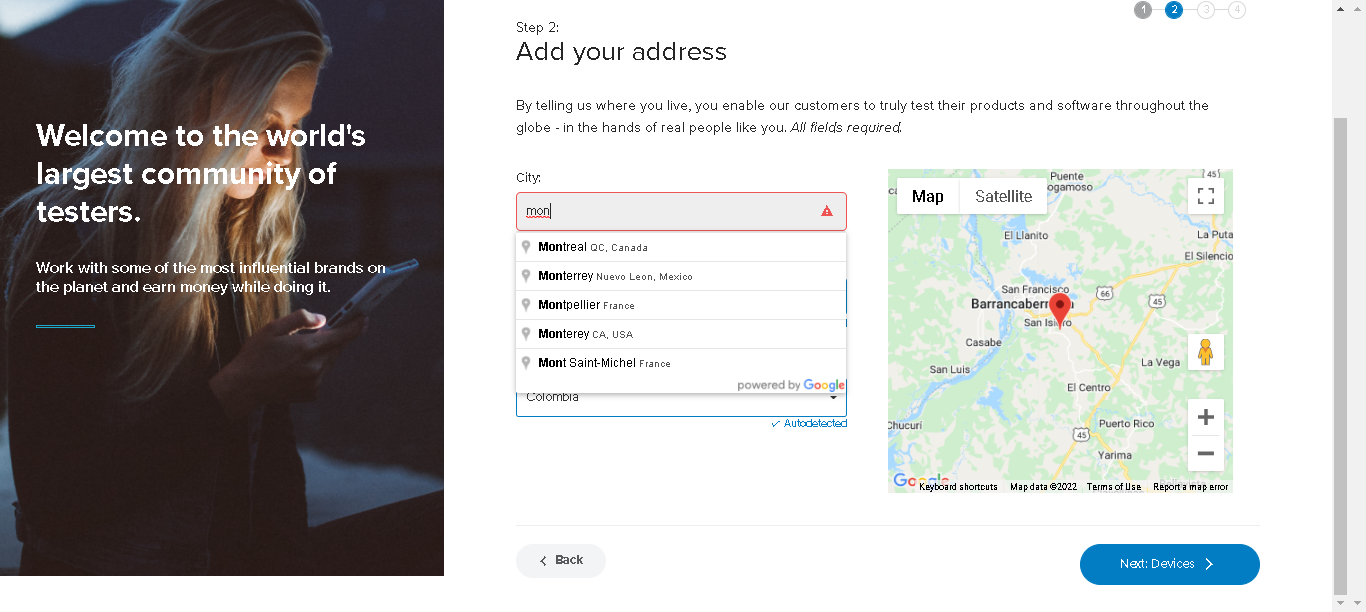 Welcome to the world's
largest community of
testers.
Work with some of the most influential brands on
the planet and earn money while doing it.
1 2 3 4
Step 2:
Add your address
By telling us where you live, you enable our customers to truly test their products and software throughout the
globe - in the hands of real people like you. All fields required.
City:
mon
Montreal QC, Canada
Monterrey Nuevo Leon, Mexico
Montpellier France
Monterey CA, USA
Mont Saint-Michel France
powered by Google
Colombia
Autodetected
Map Satellite
Puente
ogamoso
45
El Llanito
La Puta
El Silencio
San Francisco
66
45
Barrancaberm
San Isidro
Casabe
La Vega
San Luis
El Centro
Chucurí
Puerto Rico
45
Yarima
Google
Keyboard shortcuts Map data ©2022 Terms of Use Report a map error
Back
Next: Devices